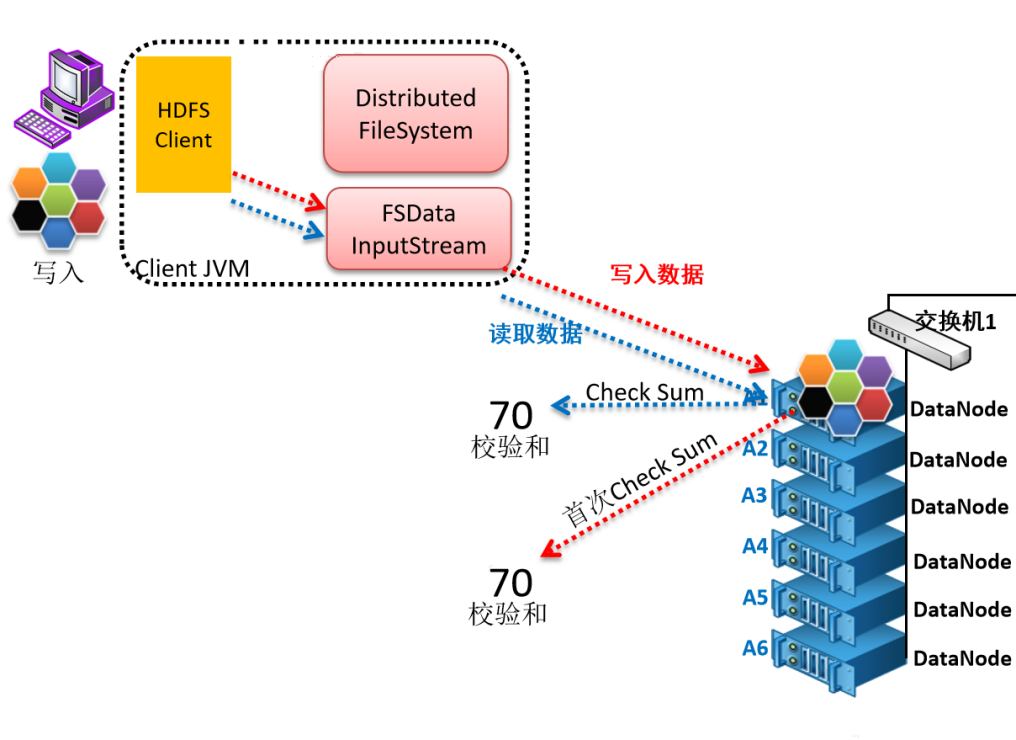 HDFS
Client
Distributed
FileSystem
FSData
InputStream
写入
Client JVM
写入数据
读取数据
交换机1
Check Sum
70
校验和
首次Check Sum
70
校验和
A1
DataNode
A2
DataNode
A3
DataNode
A4
DataNode
A5
DataNode
A6
DataNode